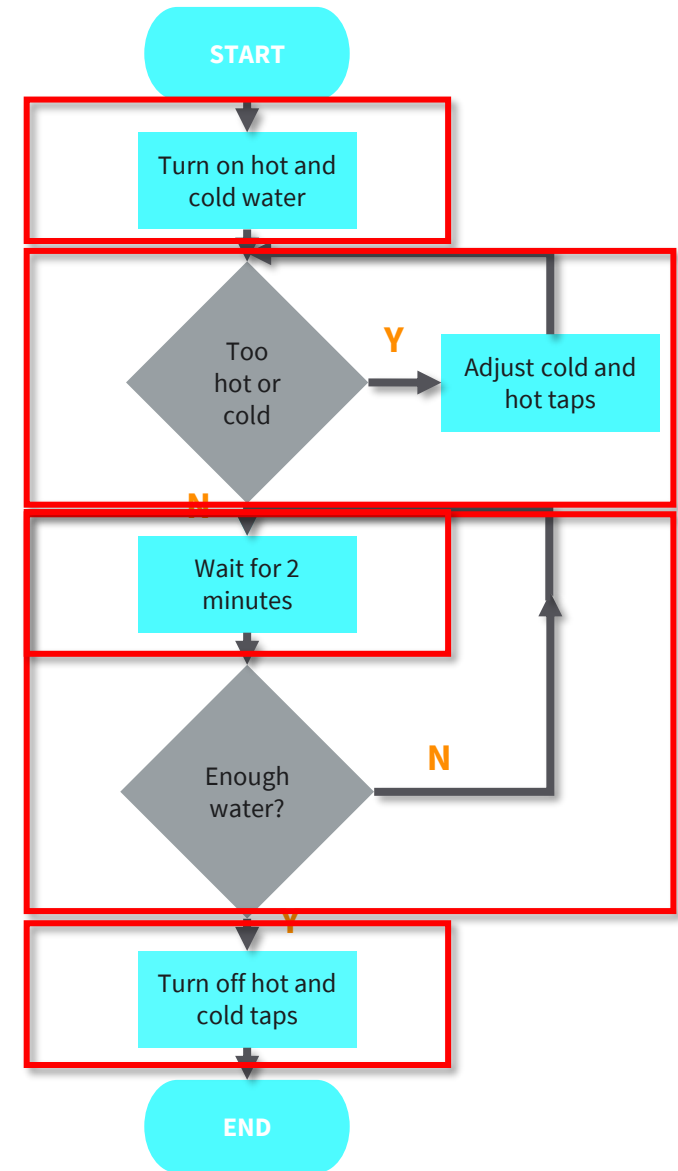 START
Turn on hot and
cold water
Too
hot or
cold
Y
Adjust cold and
hot taps
N
Wait for 2
minutes
Enough
water?
N
Y
Turn off hot and
cold taps
END